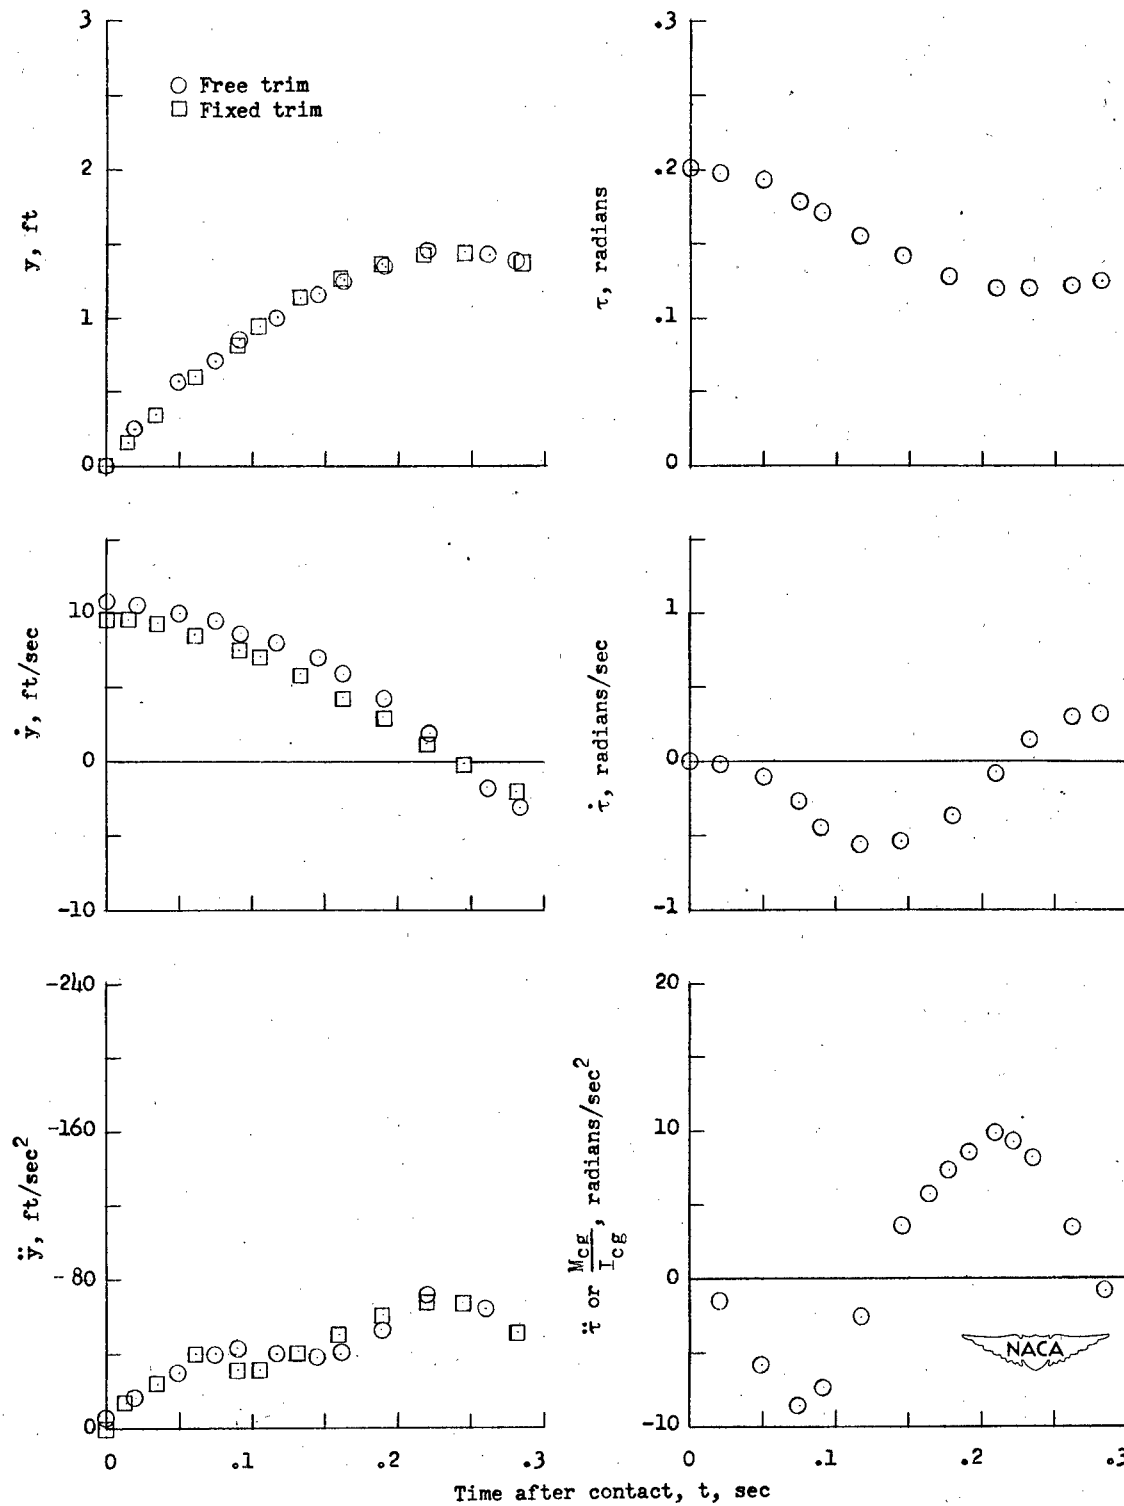 3
2
1
0
y, ft
○ Free trim
□ Fixed trim
.3
.2
.1
0
τ, radians
10
0
-10
ẏ, ft/sec
1
0
-1
τ̇, radians/sec
-240
-160
-80
0
ÿ, ft/sec²
20
10
0
-10
τ̈ or Mcg/Icg, radians/sec²
NACA
0 .1 .2 .3
0 .1 .2 .3
Time after contact, t, sec